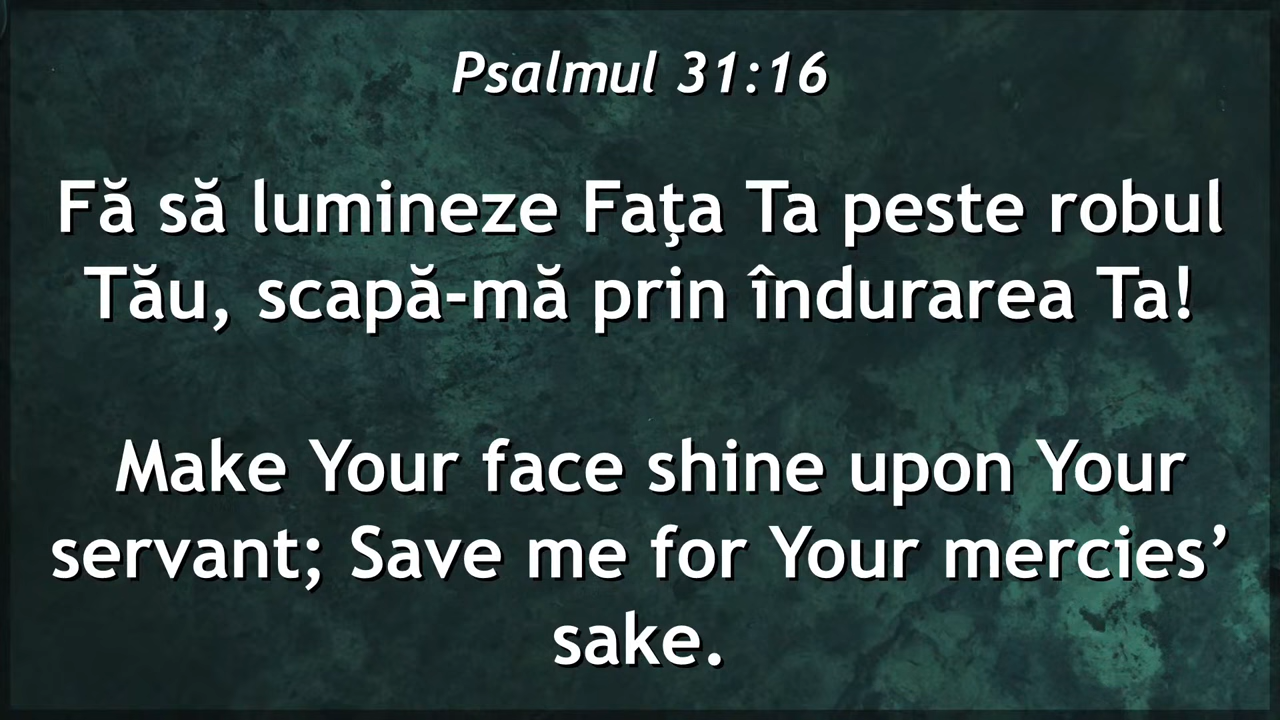 Psalmul 31:16
Fă să lumineze Faţa Ta peste robul
Tău, scapă-mă prin îndurarea Ta!
Make Your face shine upon Your
servant; Save me for Your mercies’
sake.